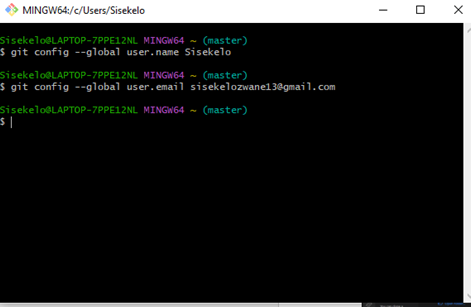 MINGW64:/c/Users/Sisekelo
Sisekelo@LAPTOP-7PPE12NL MINGW64 ~ (master)
$ git config --global user.name Sisekelo
Sisekelo@LAPTOP-7PPE12NL MINGW64 ~ (master)
$ git config --global user.email sisekelozwane13@gmail.com
Sisekelo@LAPTOP-7PPE12NL MINGW64 ~ (master)
$